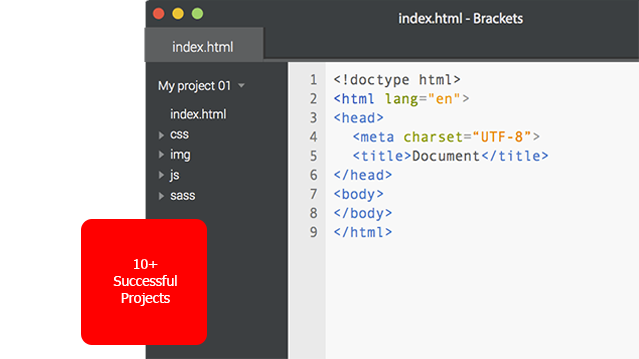 index.html - Brackets
index.html
My project 01
index.html
css
img
js
sass
1 <!doctype html>
2 <html lang="en">
3 <head>
4 <meta charset="UTF-8">
5 <title>Document</title>
6 </head>
7 <body>
8 </body>
9 </html>
10+
Successful
Projects